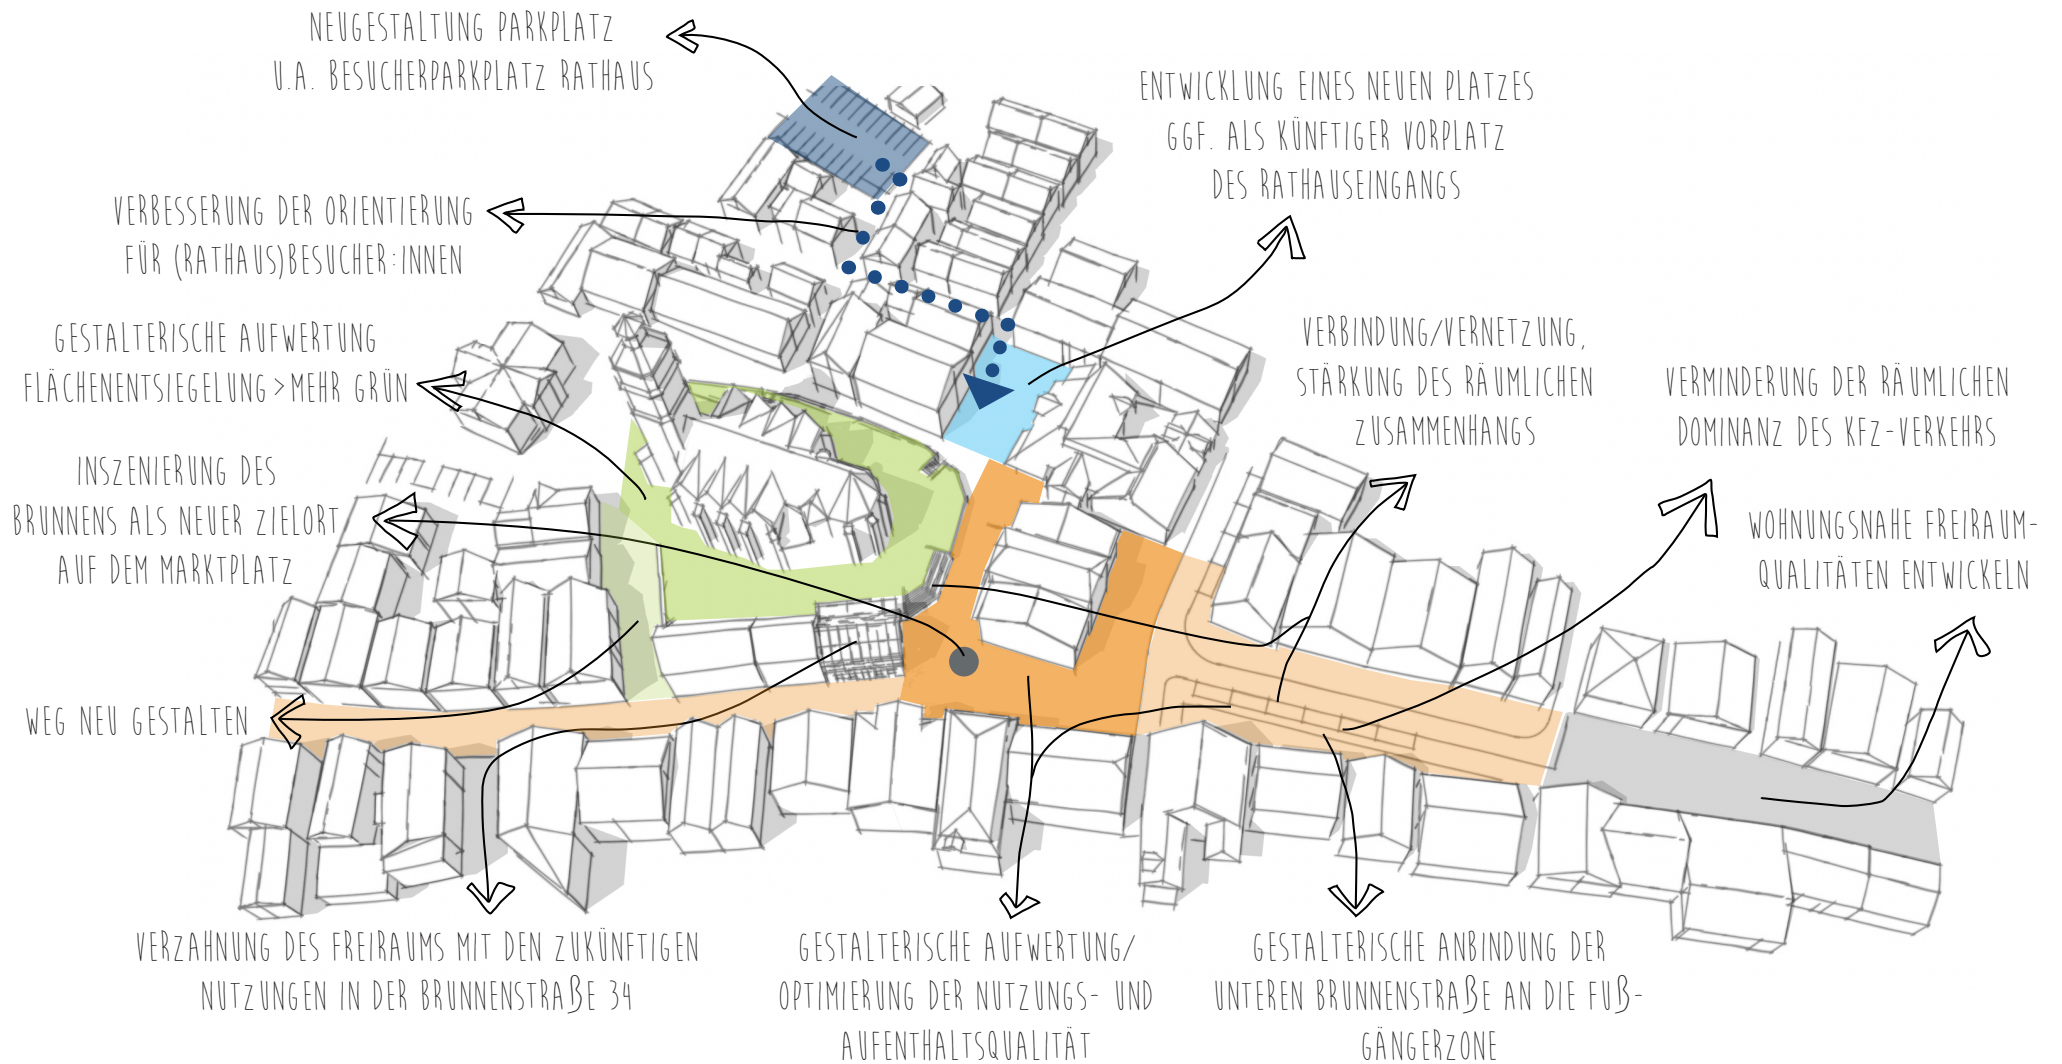 NEUGESTALTUNG PARKPLATZ
U.A. BESUCHERPARKPLATZ RATHAUS
ENTWICKLUNG EINES NEUEN PLATZES
GGF. ALS KÜNFTIGER VORPLATZ
DES RATHAUSEINGANGS
VERBESSERUNG DER ORIENTIERUNG
FÜR (RATHAUS)BESUCHER:INNEN
GESTALTERISCHE AUFWERTUNG
FLÄCHENENTSIEGELUNG > MEHR GRÜN
VERBINDUNG/VERNETZUNG,
STÄRKUNG DES RÄUMLICHEN
ZUSAMMENHANGS
VERMINDERUNG DER RÄUMLICHEN
DOMINANZ DES KFZ-VERKEHRS
INSZENIERUNG DES
BRUNNENS ALS NEUER ZIELORT
AUF DEM MARKTPLATZ
WOHNUNGSNAHE FREIRAUM-
QUALITÄTEN ENTWICKELN
WEG NEU GESTALTEN
VERZAHNUNG DES FREIRAUMS MIT DEN ZUKÜNFTIGEN
NUTZUNGEN IN DER BRUNNENSTRAßE 34
GESTALTERISCHE AUFWERTUNG/
OPTIMIERUNG DER NUTZUNGS- UND
AUFENTHALTSQUALITÄT
GESTALTERISCHE ANBINDUNG DER
UNTEREN BRUNNENSTRAßE AN DIE FUß-
GÄNGERZONE